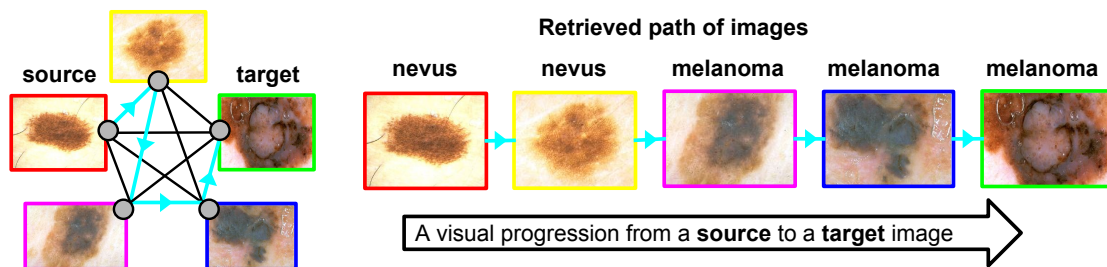 source
target
Retrieved path of images
nevus nevus melanoma melanoma melanoma
A visual progression from a source to a target image